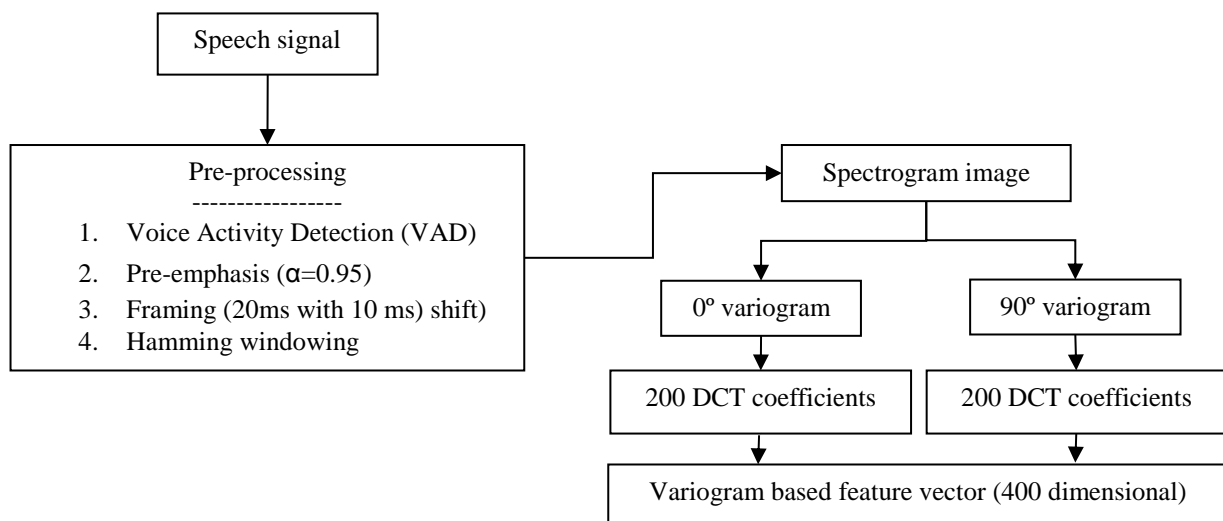 Speech signal
Pre-processing
-----------------
1. Voice Activity Detection (VAD)
2. Pre-emphasis (α=0.95)
3. Framing (20ms with 10 ms) shift)
4. Hamming windowing
Spectrogram image
0º variogram
90º variogram
200 DCT coefficients
200 DCT coefficients
Variogram based feature vector (400 dimensional)